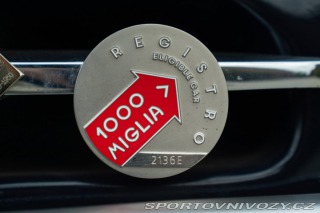 REGISTRO
ELIGIBLE CAR
1000
MIGLIA
2136E
SPORTOVNIVOZY.CZ